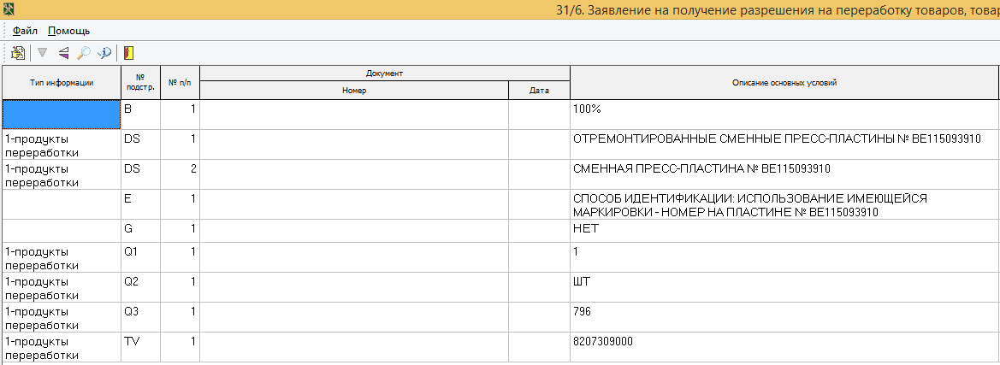 31/6. Заявление на получение разрешения на переработку товаров, товар
Файл Помощь
Тип информации № подстр. № п/п Документ Номер Дата Описание основных условий
B 1 100%
1-продукты переработки DS 1 ОТРЕМОНТИРОВАННЫЕ СМЕННЫЕ ПРЕСС-ПЛАСТИНЫ № BE115093910
1-продукты переработки DS 2 СМЕННАЯ ПРЕСС-ПЛАСТИНА № BE115093910
E 1 СПОСОБ ИДЕНТИФИКАЦИИ: ИСПОЛЬЗОВАНИЕ ИМЕЮЩЕЙСЯ
МАРКИРОВКИ - НОМЕР НА ПЛАСТИНЕ № BE115093910
G 1 НЕТ
1-продукты переработки Q1 1 1
1-продукты переработки Q2 1 ШТ
1-продукты переработки Q3 1 796
1-продукты переработки TV 1 8207309000